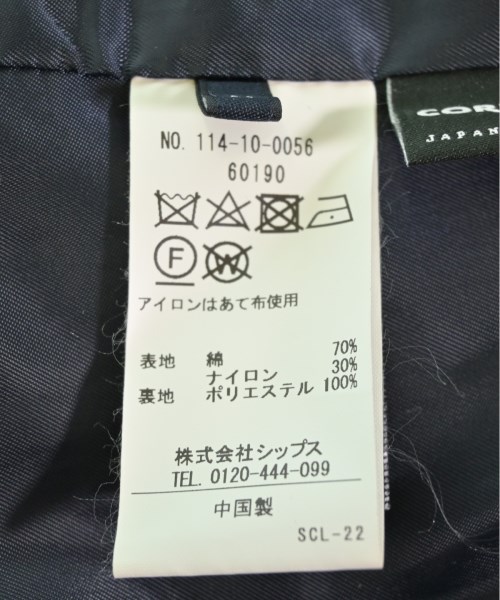 NO. 114-10-0056
60190
F W
アイロンはあて布使用
表地 綿 70%
ナイロン 30%
裏地 ポリエステル 100%
株式会社シップス
TEL. 0120-444-099
中国製
SCL-22
COR
JAPAN